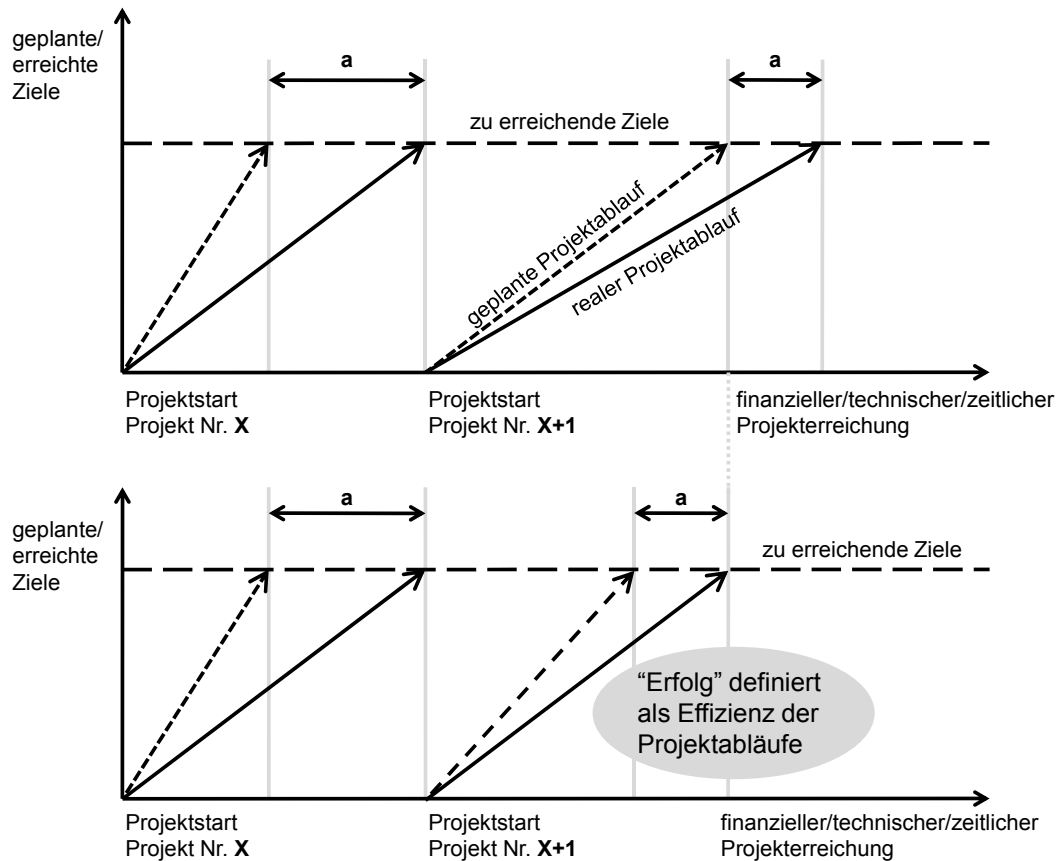 geplante/
erreichte
Ziele
a
a
zu erreichende Ziele
geplante Projektablauf
realer Projektablauf
Projektstart
Projekt Nr. X
Projektstart
Projekt Nr. X+1
finanzieller/technischer/zeitlicher
Projekterreichung
geplante/
erreichte
Ziele
a
a
zu erreichende Ziele
“Erfolg” definiert
als Effizienz der
Projektabläufe
Projektstart
Projekt Nr. X
Projektstart
Projekt Nr. X+1
finanzieller/technischer/zeitlicher
Projekterreichung